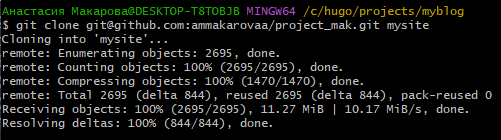 Анастасия Макарова@DESKTOP-T8TOBJB MINGW64 /c/hugo/projects/myblog
$ git clone git@github.com:ammakarovaa/project_mak.git mysite
Cloning into 'mysite'...
remote: Enumerating objects: 2695, done.
remote: Counting objects: 100% (2695/2695), done.
remote: Compressing objects: 100% (1470/1470), done.
remote: Total 2695 (delta 844), reused 2695 (delta 844), pack-reused 0
Receiving objects: 100% (2695/2695), 11.27 MiB | 10.17 MiB/s, done.
Resolving deltas: 100% (844/844), done.